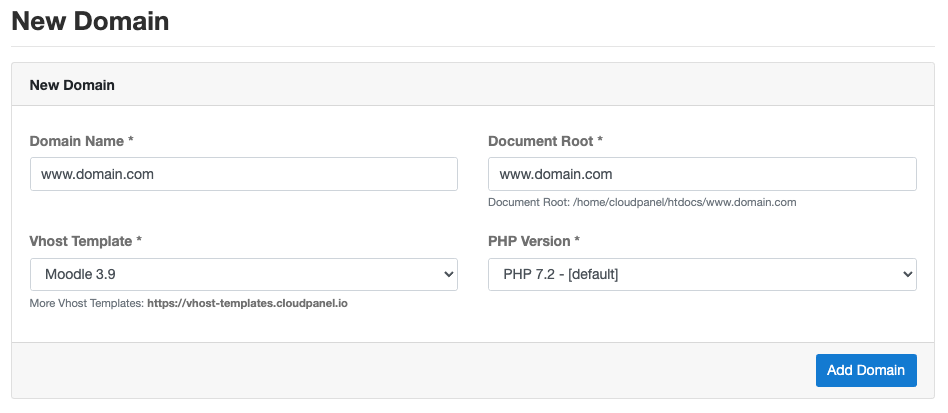 New Domain
New Domain
Domain Name *
Document Root *
www.domain.com
www.domain.com
Document Root: /home/cloudpanel/htdocs/www.domain.com
Vhost Template *
PHP Version *
Moodle 3.9
PHP 7.2 - [default]
More Vhost Templates: https://vhost-templates.cloudpanel.io
Add Domain